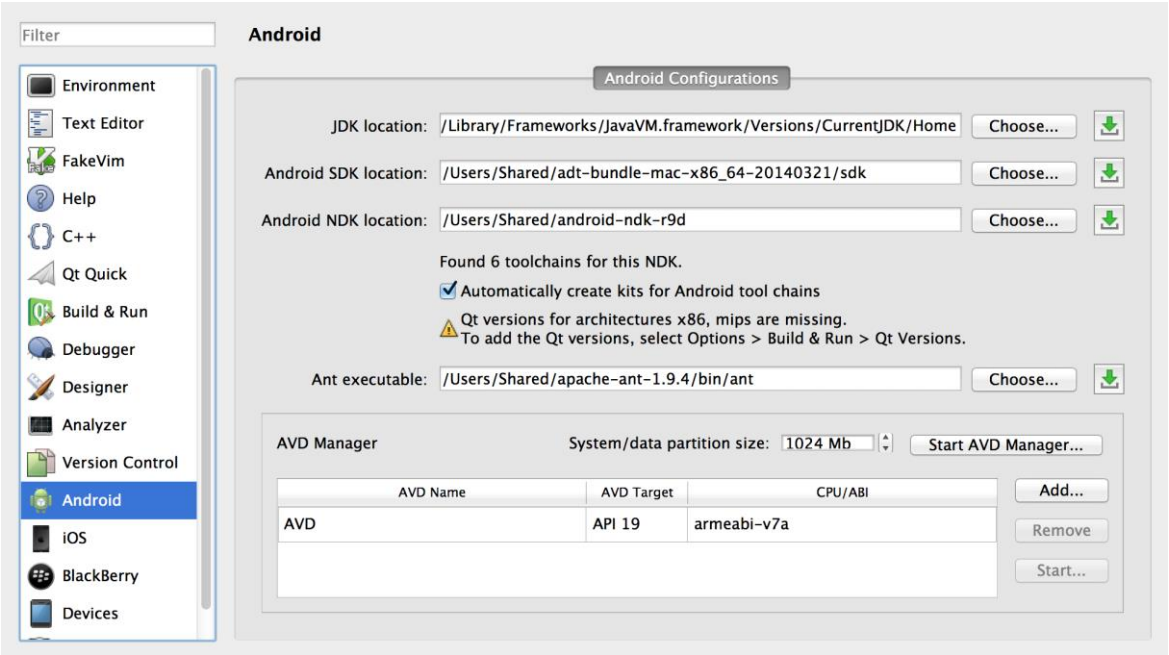 Filter
Environment
Text Editor
FakeVim
Help
C++
Qt Quick
Build & Run
Debugger
Designer
Analyzer
Version Control
Android
iOS
BlackBerry
Devices
Android
Android Configurations
JDK location: /Library/Frameworks/JavaVM.framework/Versions/CurrentJDK/Home Choose...
Android SDK location: /Users/Shared/adt-bundle-mac-x86_64-20140321/sdk Choose...
Android NDK location: /Users/Shared/android-ndk-r9d Choose...
Found 6 toolchains for this NDK.
Automatically create kits for Android tool chains
Qt versions for architectures x86, mips are missing.
To add the Qt versions, select Options > Build & Run > Qt Versions.
Ant executable: /Users/Shared/apache-ant-1.9.4/bin/ant Choose...
AVD Manager System/data partition size: 1024 Mb Start AVD Manager...
AVD Name AVD Target CPU/ABI Add...
AVD API 19 armeabi-v7a Remove
Start...